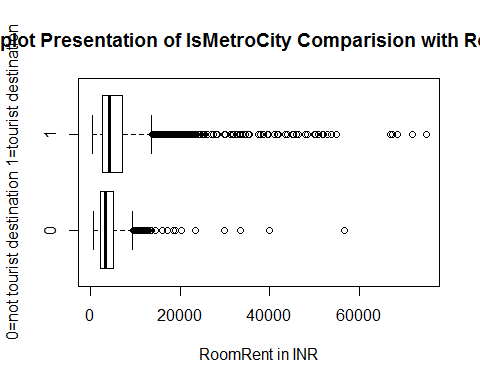 plot Presentation of IsMetroCity Comparision with
0=not tourist destination 1=tourist destination
1
0
0
20000
40000
60000
RoomRent in INR